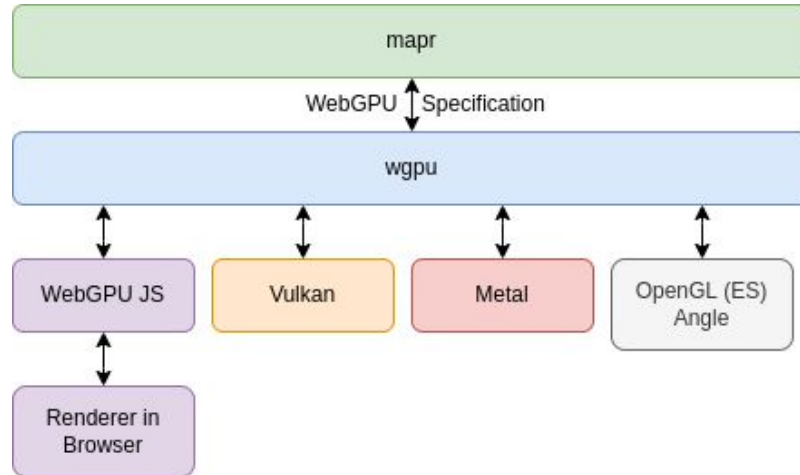 mapr
WebGPU Specification
wgpu
WebGPU JS
Vulkan
Metal
OpenGL (ES)
Angle
Renderer in
Browser